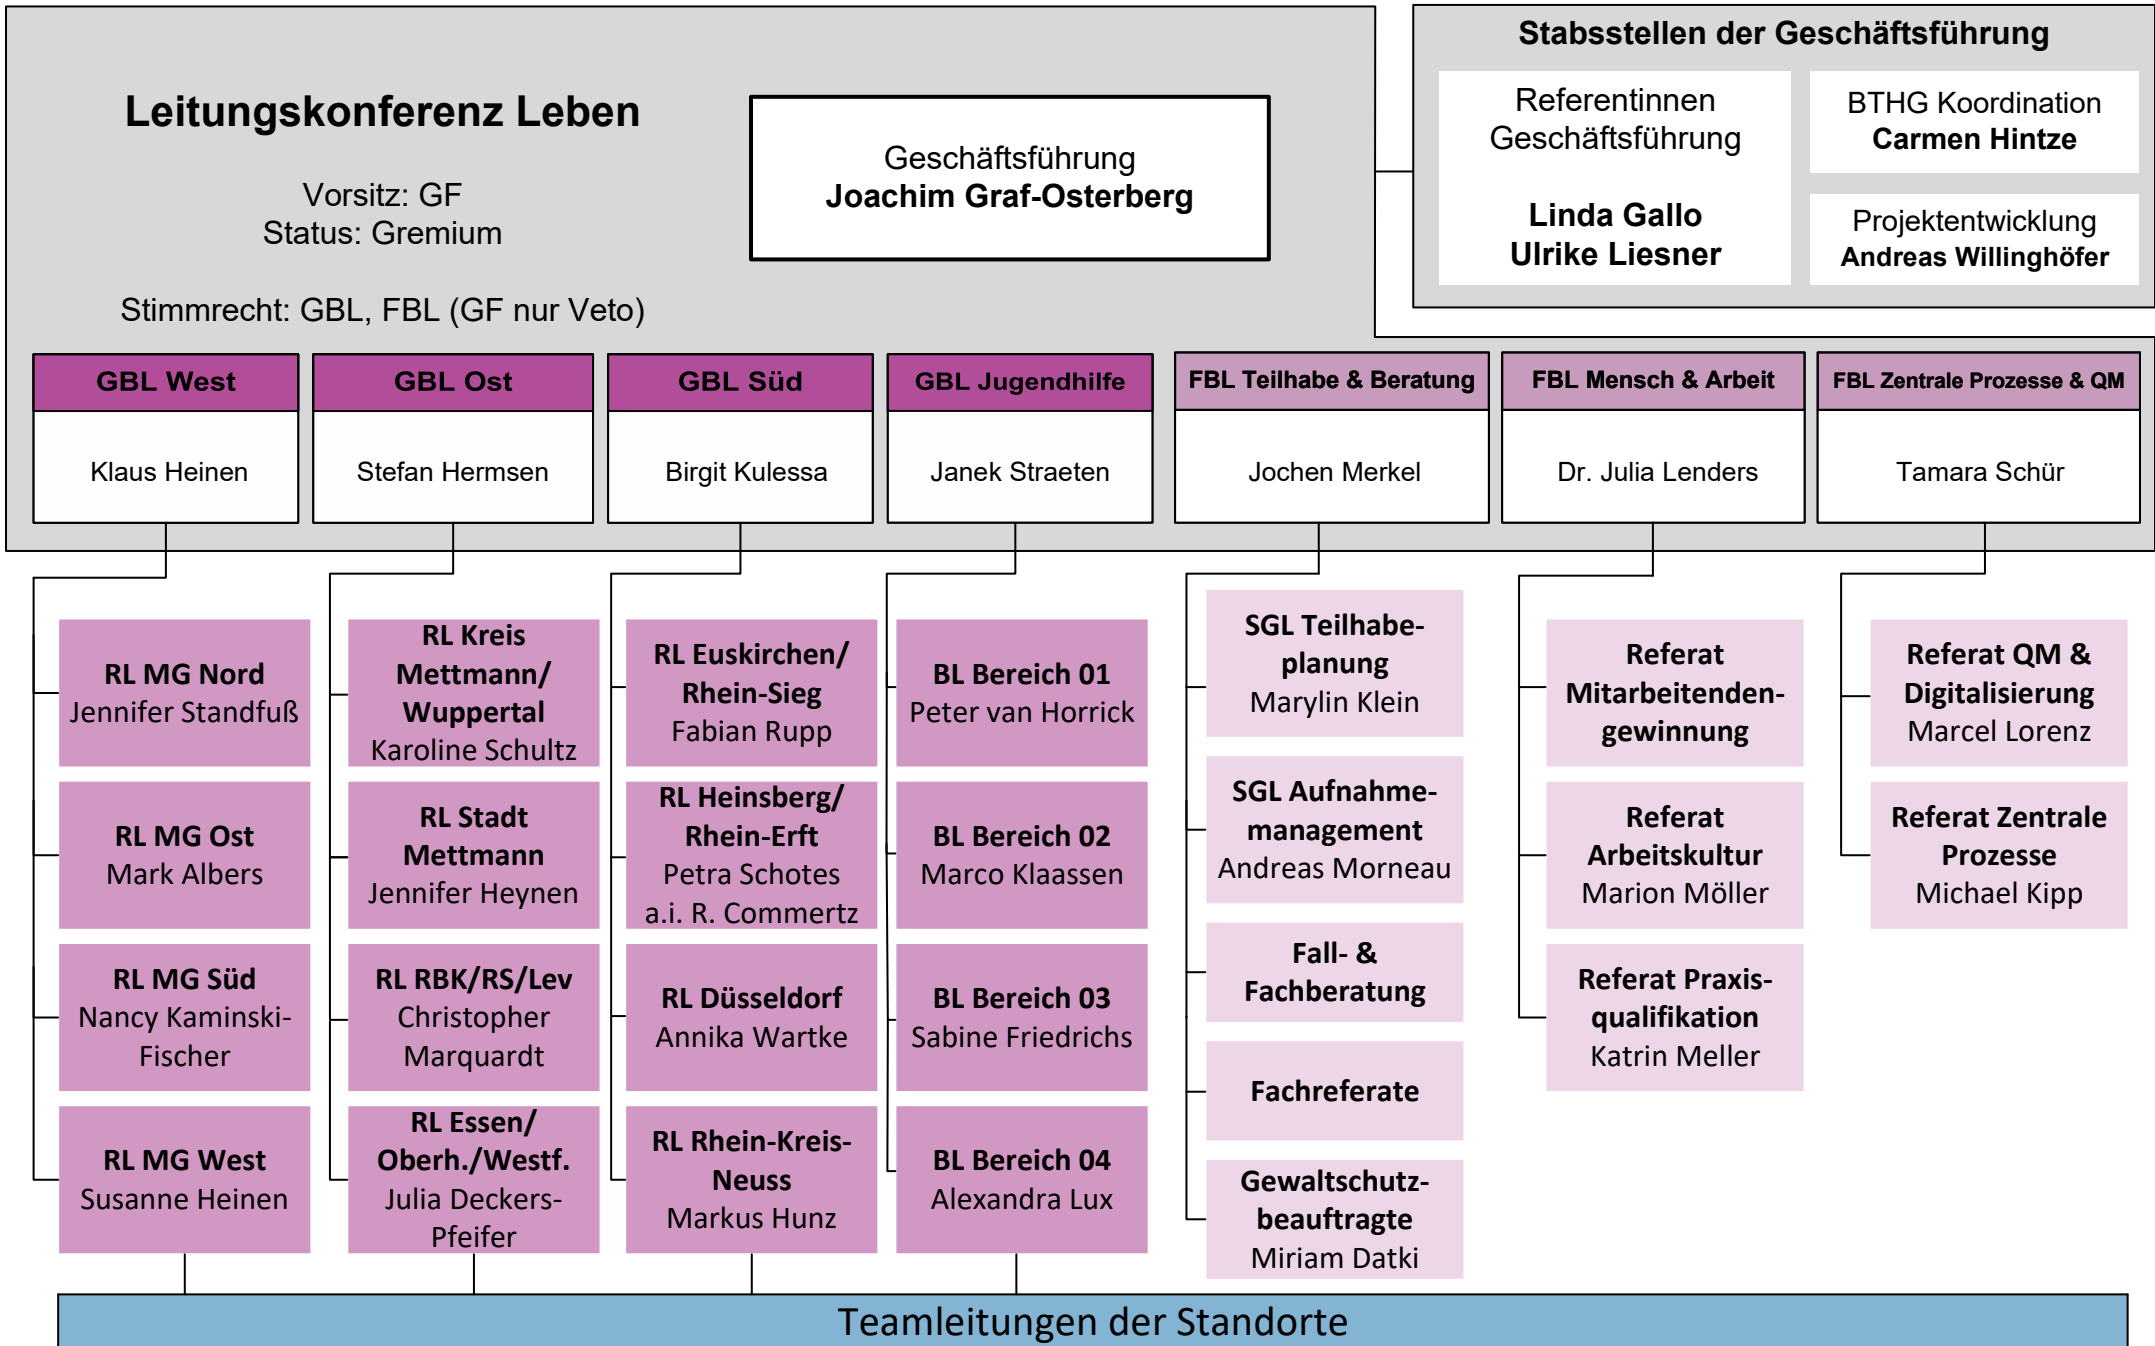 Leitungskonferenz Leben
Vorsitz: GF
Status: Gremium
Stimmrecht: GBL, FBL (GF nur Veto)
Geschäftsführung
Joachim Graf-Osterberg
Stabsstellen der Geschäftsführung
Referentinnen
Geschäftsführung
Linda Gallo
Ulrike Liesner
BTHG Koordination
Carmen Hintze
Projektentwicklung
Andreas Willinghöfer
GBL West
Klaus Heinen
GBL Ost
Stefan Hermsen
GBL Süd
Birgit Kulessa
GBL Jugendhilfe
Janek Straeten
FBL Teilhabe & Beratung
Jochen Merkel
FBL Mensch & Arbeit
Dr. Julia Lenders
FBL Zentrale Prozesse & QM
Tamara Schür
RL MG Nord
Jennifer Standfuß
RL MG Ost
Mark Albers
RL MG Süd
Nancy Kaminski-
Fischer
RL MG West
Susanne Heinen
RL Kreis
Mettmann/
Wuppertal
Karoline Schultz
RL Stadt
Mettmann
Jennifer Heynen
RL RBK/RS/Lev
Christopher
Marquardt
RL Essen/
Oberh./Westf.
Julia Deckers-
Pfeifer
RL Euskirchen/
Rhein-Sieg
Fabian Rupp
RL Heinsberg/
Rhein-Erft
Petra Schotes
a.i. R. Commertz
RL Düsseldorf
Annika Wartke
RL Rhein-Kreis-
Neuss
Markus Hunz
BL Bereich 01
Peter van Horrick
BL Bereich 02
Marco Klaassen
BL Bereich 03
Sabine Friedrichs
BL Bereich 04
Alexandra Lux
SGL Teilhabe-
planung
Marylin Klein
SGL Aufnahme-
management
Andreas Morneau
Fall- &
Fachberatung
Fachreferate
Gewaltschutz-
beauftragte
Miriam Datki
Referat
Mitarbeitenden-
gewinnung
Referat
Arbeitskultur
Marion Möller
Referat Praxis-
qualifikation
Katrin Meller
Referat QM &
Digitalisierung
Marcel Lorenz
Referat Zentrale
Prozesse
Michael Kipp
Teamleitungen der Standorte